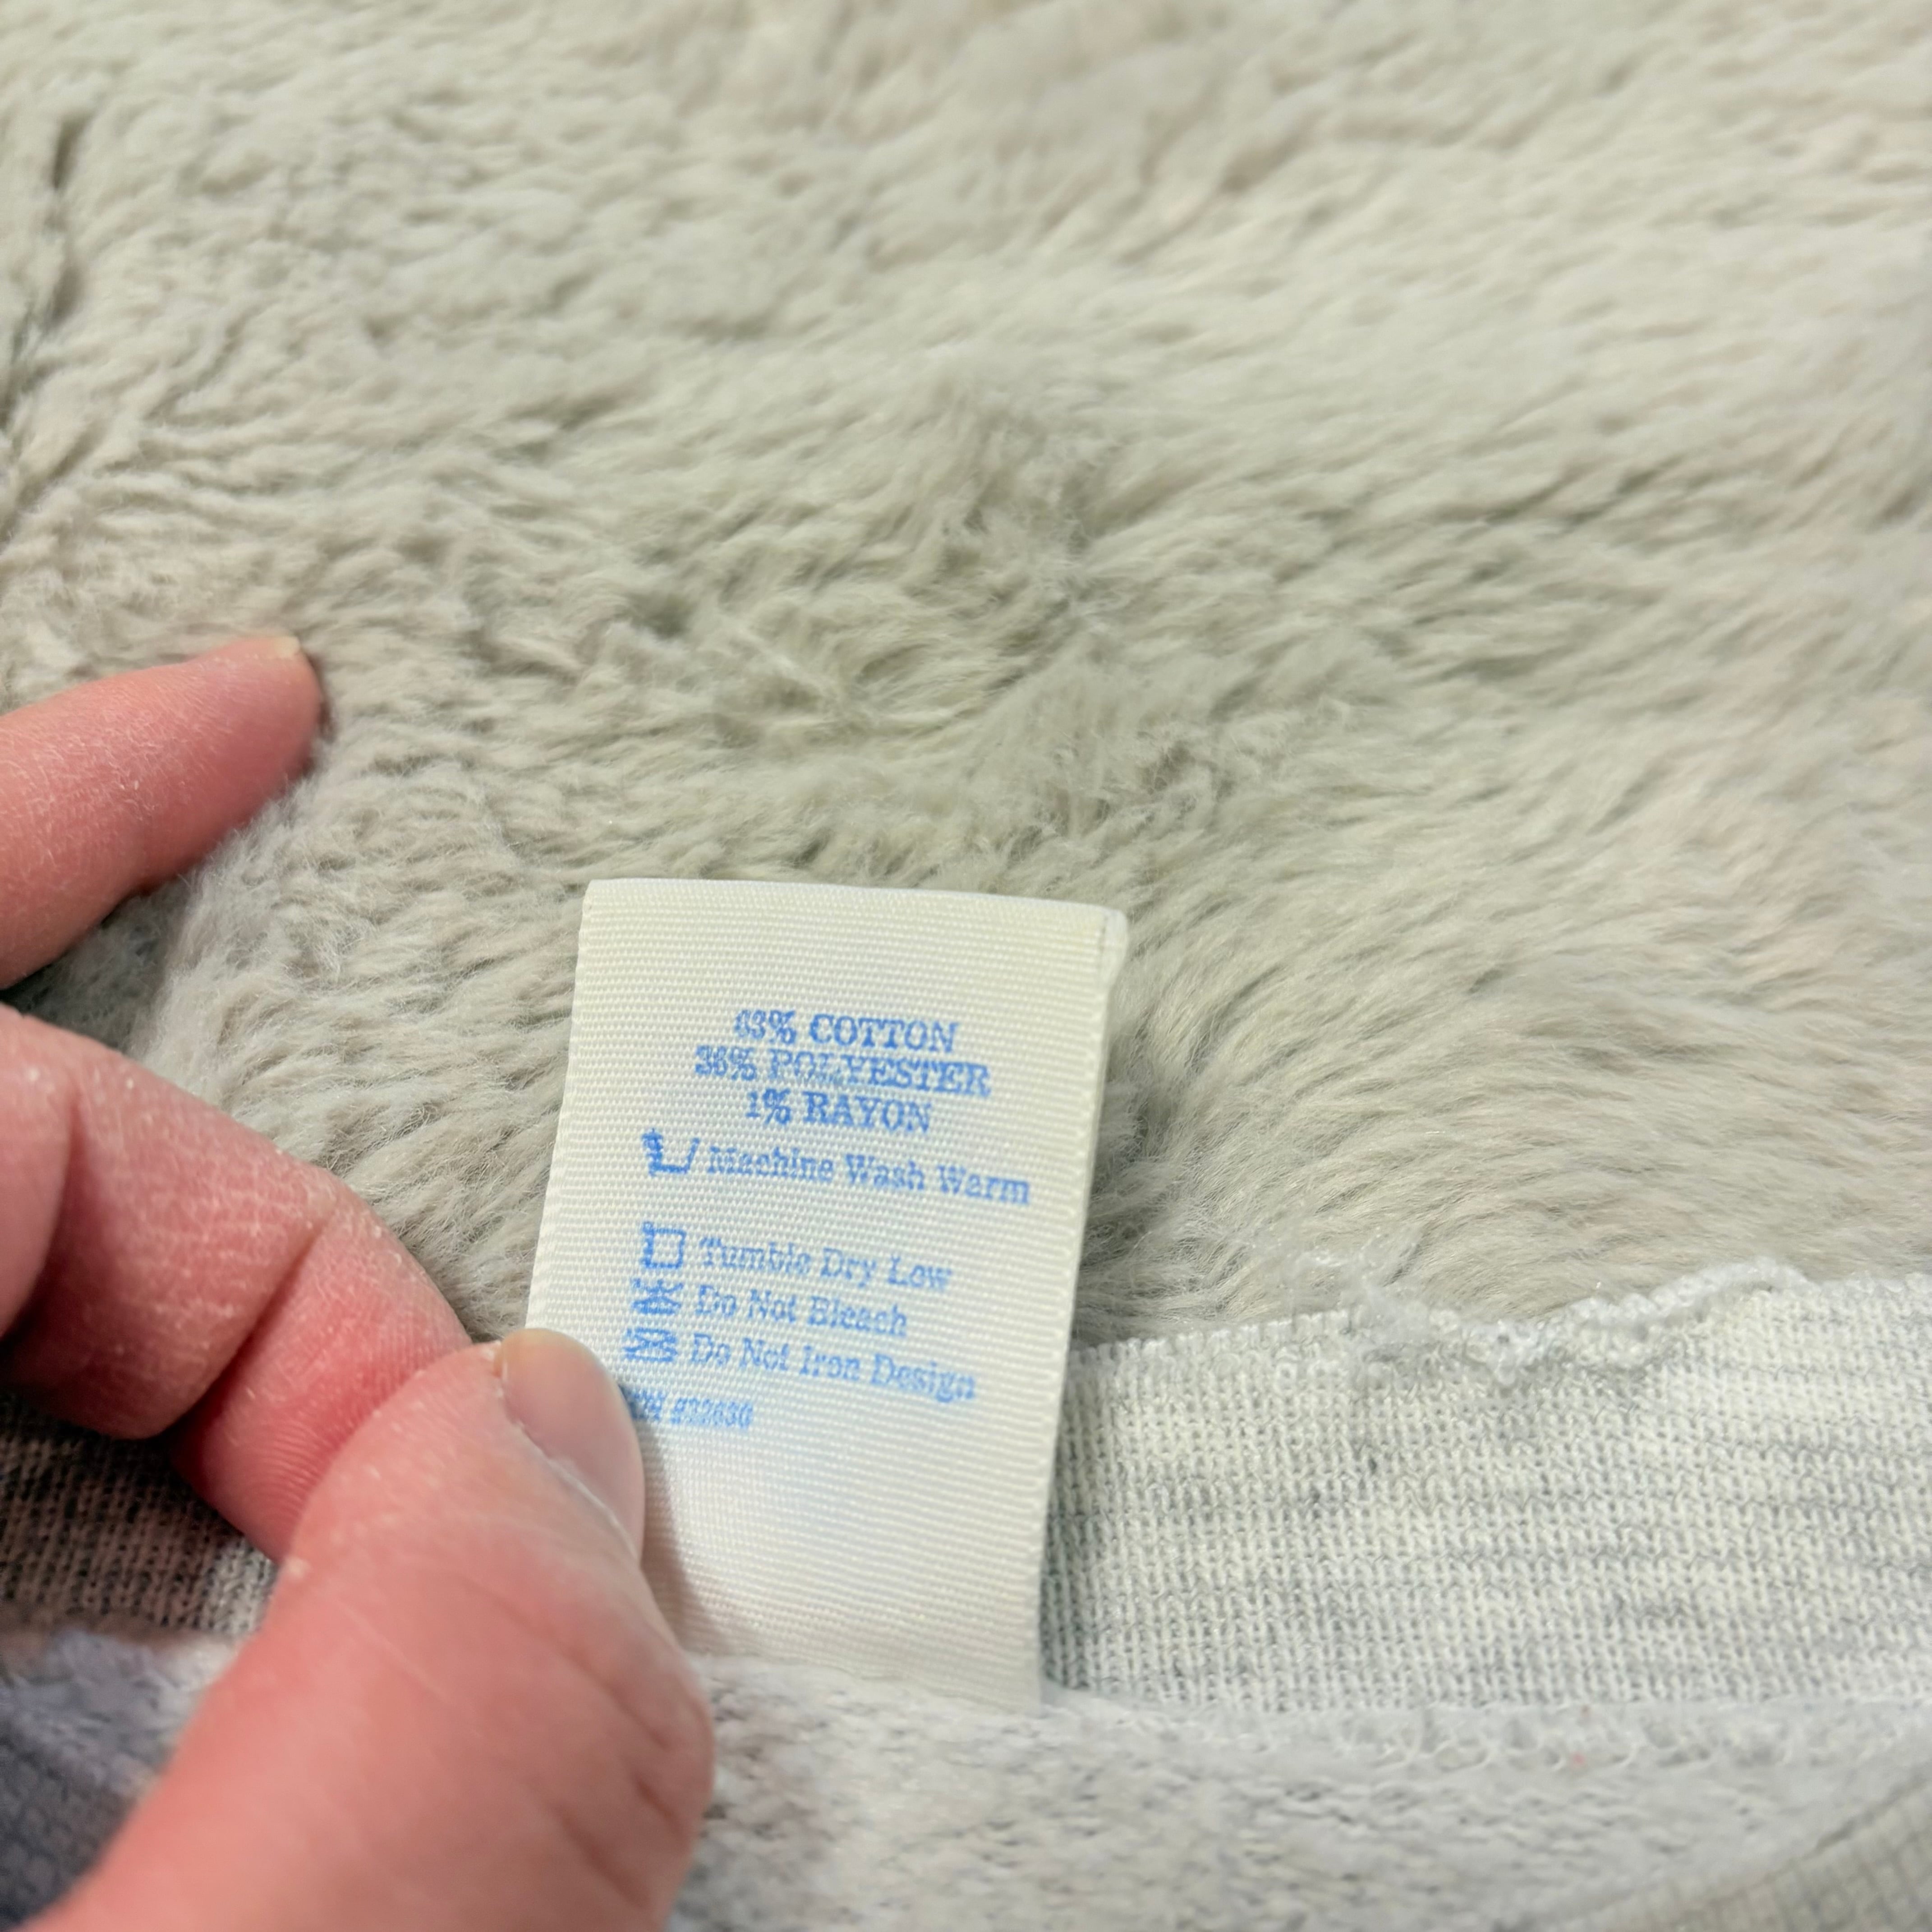 63% COTTON
36% POLYESTER
1% RAYON
Machine Wash Warm
Tumble Dry Low
Do Not Bleach
Do Not Iron Design